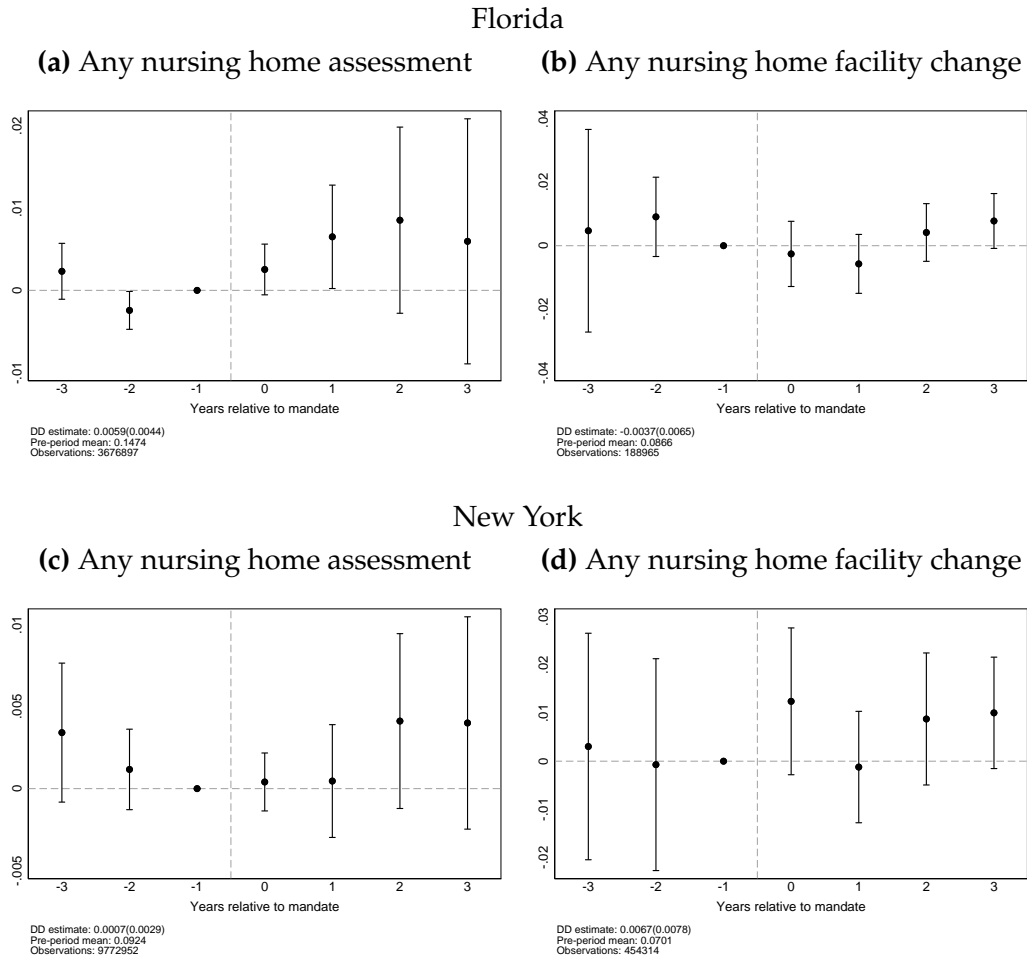 Florida
(a) Any nursing home assessment
(b) Any nursing home facility change
.02
.01
0
-.01
-3 -2 -1 0 1 2 3
Years relative to mandate
DD estimate: 0.0059(0.0044)
Pre-period mean: 0.1474
Observations: 3676897
.04
.02
0
-.02
-.04
-3 -2 -1 0 1 2 3
Years relative to mandate
DD estimate: -0.0037(0.0065)
Pre-period mean: 0.0866
Observations: 188965
New York
(c) Any nursing home assessment
(d) Any nursing home facility change
.01
.005
0
-.005
-3 -2 -1 0 1 2 3
Years relative to mandate
DD estimate: 0.0007(0.0029)
Pre-period mean: 0.0924
Observations: 9772952
.03
.02
.01
0
-.01
-.02
-3 -2 -1 0 1 2 3
Years relative to mandate
DD estimate: 0.0067(0.0078)
Pre-period mean: 0.0701
Observations: 454314